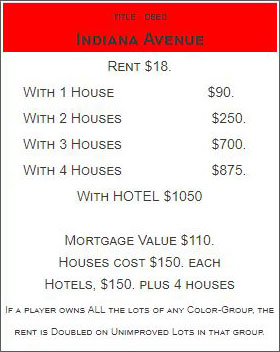 TITLE DEED
INDIANA AVENUE
RENT $18.
WITH 1 HOUSE $90.
WITH 2 HOUSES $250.
WITH 3 HOUSES $700.
WITH 4 HOUSES $875.
WITH HOTEL $1050
MORTGAGE VALUE $110.
HOUSES COST $150. EACH
HOTELS, $150. PLUS 4 HOUSES
IF A PLAYER OWNS ALL THE LOTS OF ANY COLOR-GROUP, THE
RENT IS DOUBLED ON UNIMPROVED LOTS IN THAT GROUP.